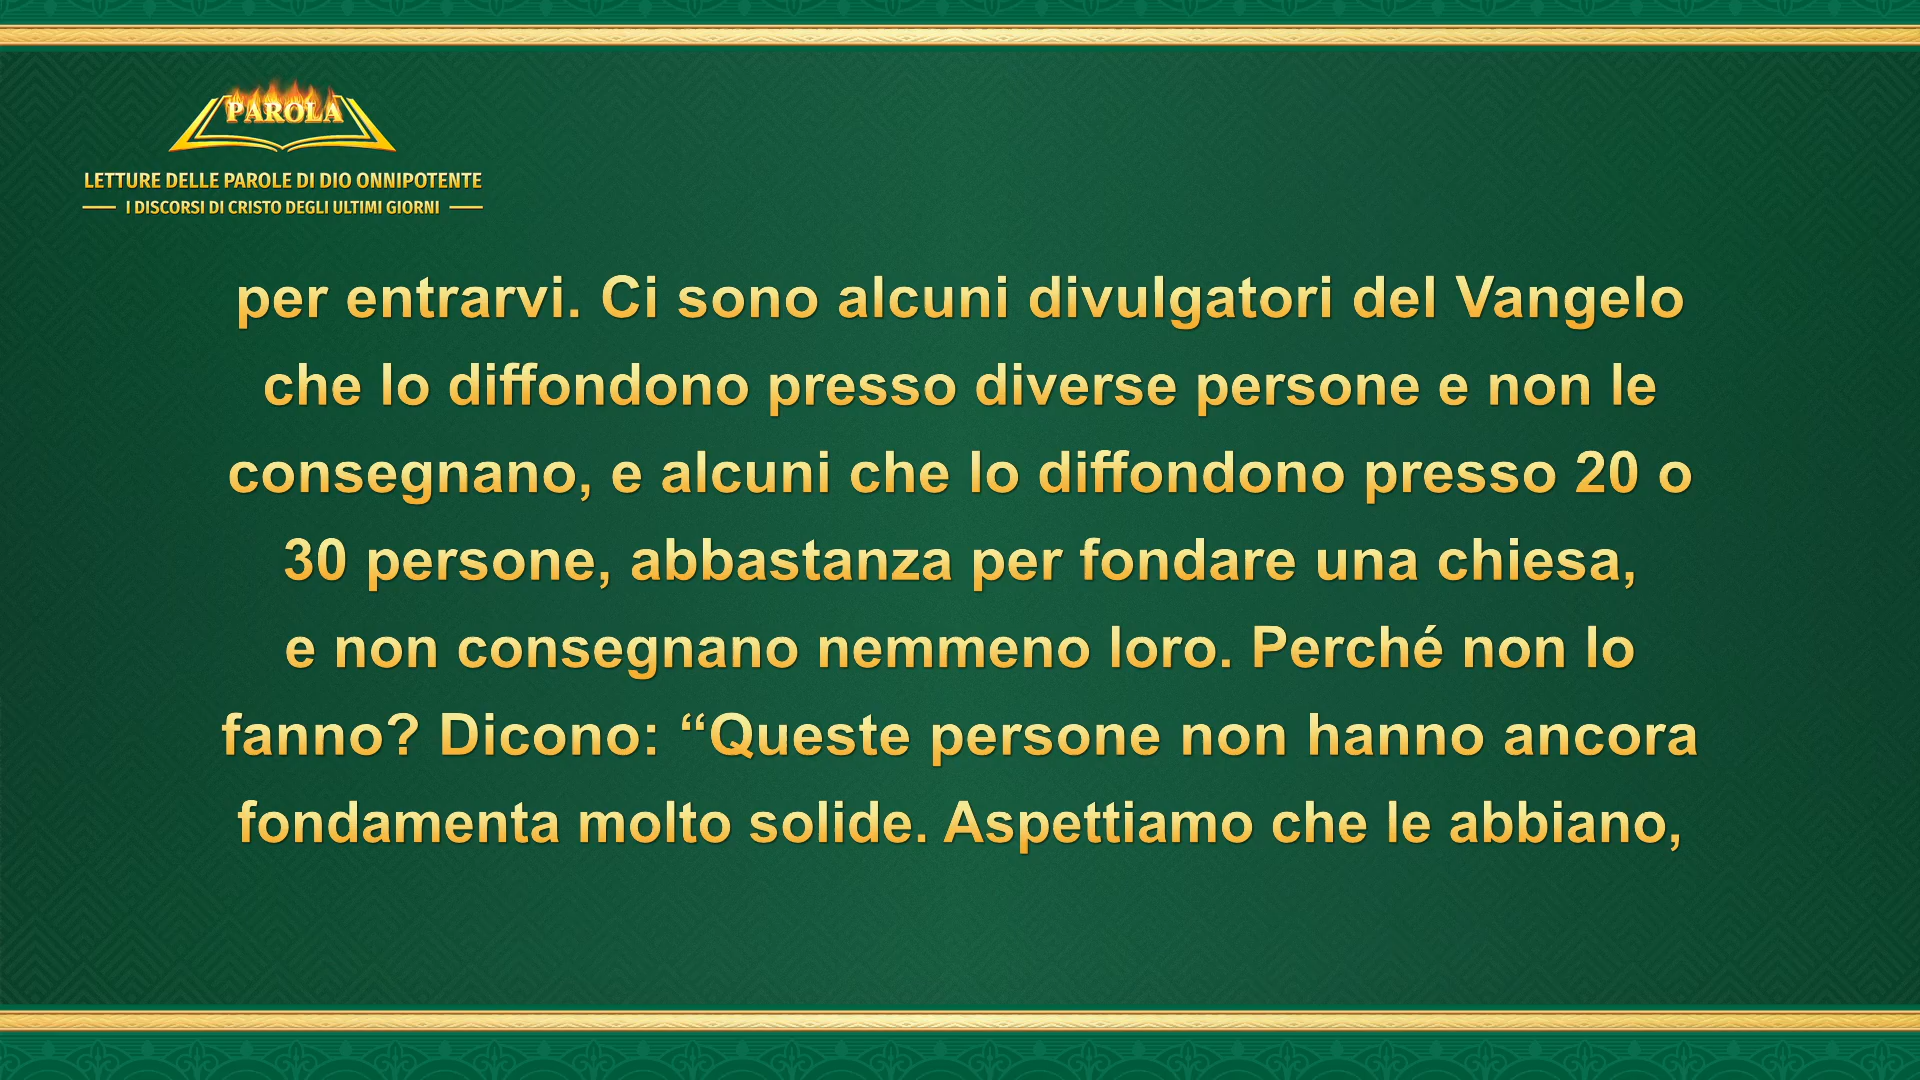 PAROLA
LETTURE DELLE PAROLE DI DIO ONNIPOTENTE
I DISCORSI DI CRISTO DEGLI ULTIMI GIORNI
per entrarvi. Ci sono alcuni divulgatori del Vangelo
che lo diffondono presso diverse persone e non le
consegnano, e alcuni che lo diffondono presso 20 o
30 persone, abbastanza per fondare una chiesa,
e non consegnano nemmeno loro. Perché non lo
fanno? Dicono: “Queste persone non hanno ancora
fondamenta molto solide. Aspettiamo che le abbiano,